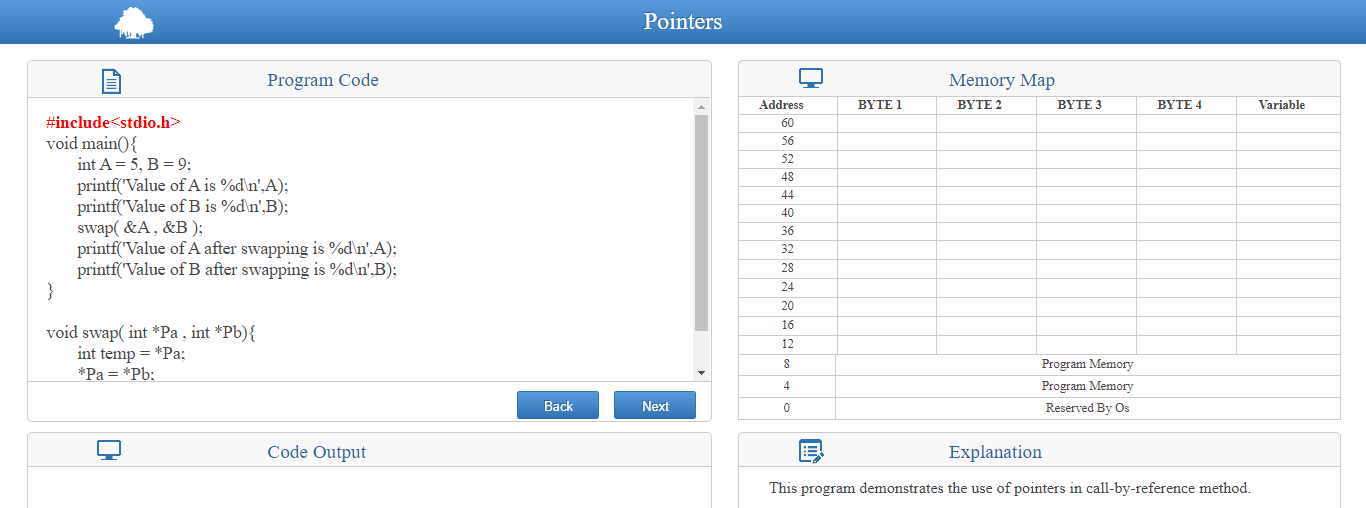 Pointers
Program Code
#include<stdio.h>
void main(){
int A = 5, B = 9;
printf('Value of A is %d\n',A);
printf('Value of B is %d\n',B);
swap( &A , &B );
printf('Value of A after swapping is %d\n',A);
printf('Value of B after swapping is %d\n',B);
}
void swap( int *Pa , int *Pb){
int temp = *Pa;
*Pa = *Pb;
Back Next
Memory Map
Address BYTE 1 BYTE 2 BYTE 3 BYTE 4 Variable
60
56
52
48
44
40
36
32
28
24
20
16
12
8 Program Memory
4 Program Memory
0 Reserved By Os
Code Output
Explanation
This program demonstrates the use of pointers in call-by-reference method.